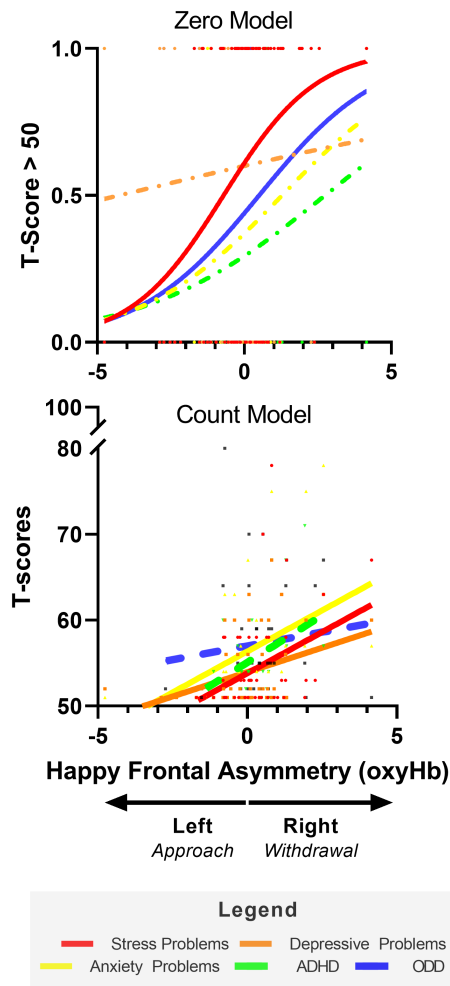 Zero Model
1.0
T-Score > 50
0.5
0.0
-5 0 5
100
Count Model
80
T-scores
70
60
50
-5 0 5
Happy Frontal Asymmetry (oxyHb)
Left Right
Approach Withdrawal
Legend
Stress Problems Depressive Problems
Anxiety Problems ADHD ODD